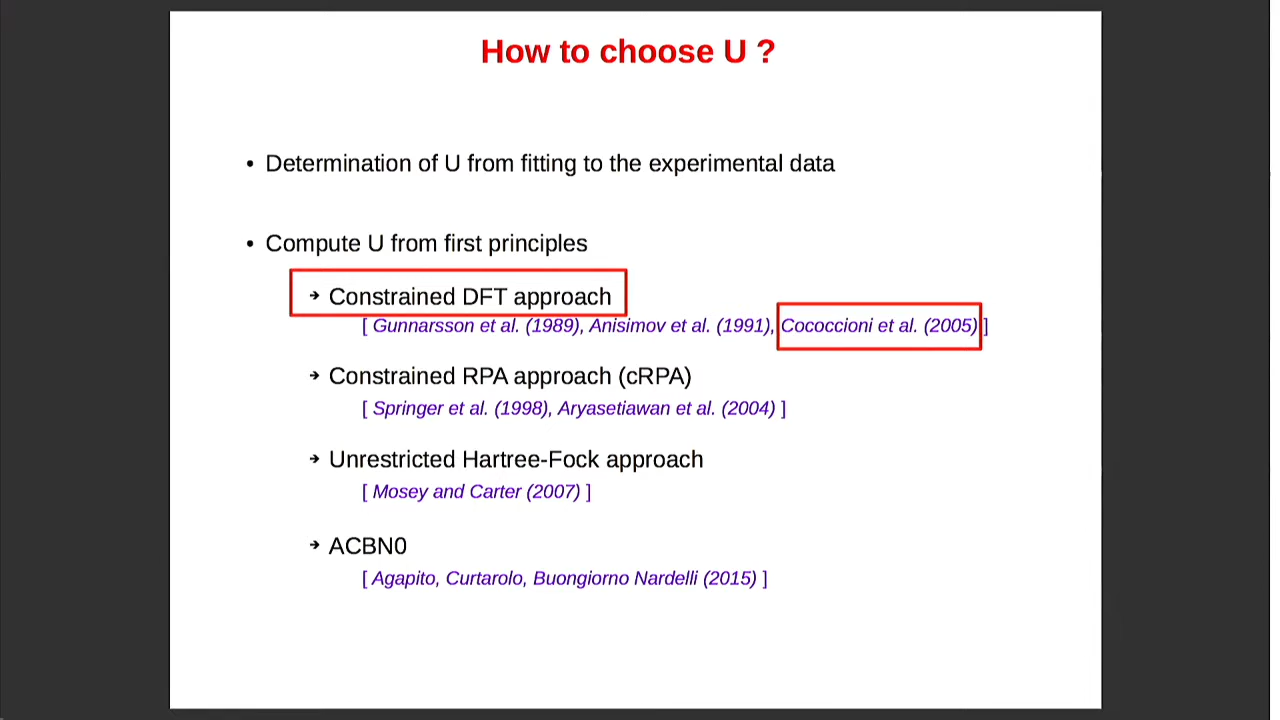 How to choose U ?
• Determination of U from fitting to the experimental data
• Compute U from first principles
➔ Constrained DFT approach
[ Gunnarsson et al. (1989), Anisimov et al. (1991), Cococcioni et al. (2005) ]
➔ Constrained RPA approach (cRPA)
[ Springer et al. (1998), Aryasetiawan et al. (2004) ]
➔ Unrestricted Hartree-Fock approach
[ Mosey and Carter (2007) ]
➔ ACBN0
[ Agapito, Curtarolo, Buongiorno Nardelli (2015) ]